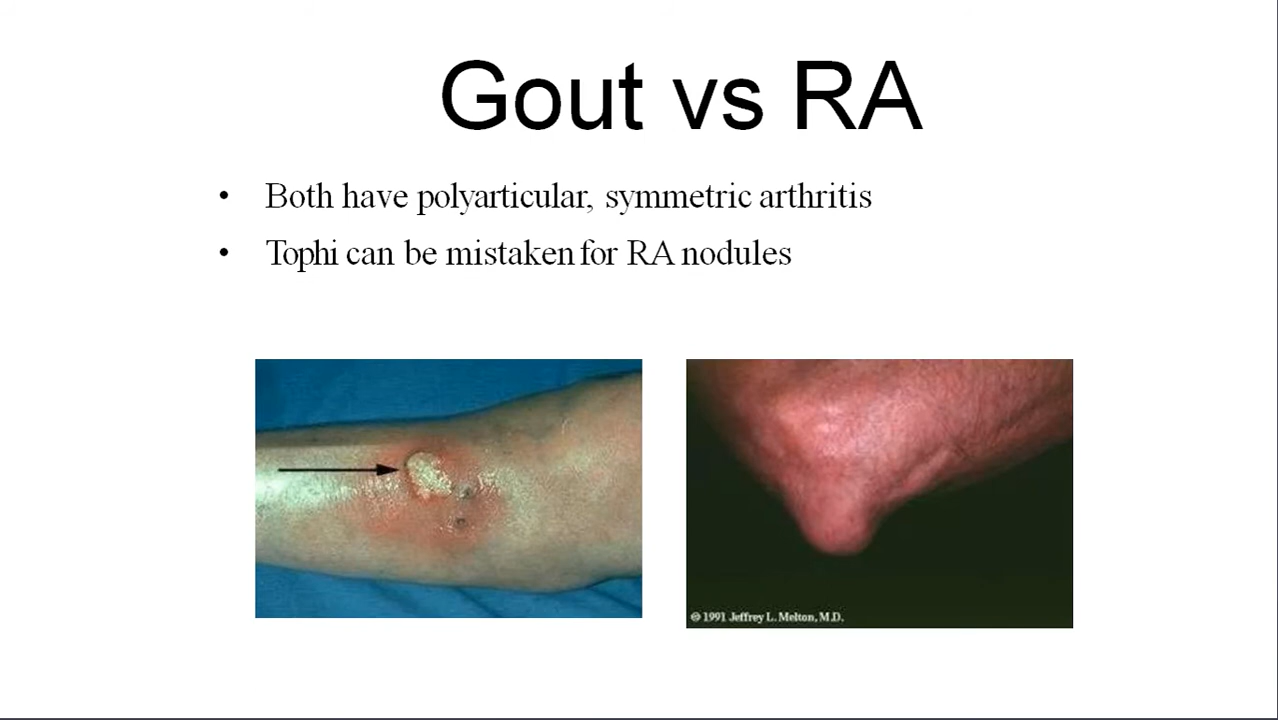 Gout vs RA
• Both have polyarticular, symmetric arthritis
• Tophi can be mistaken for RA nodules
© 1991 Jeffrey L. Melton, M.D.